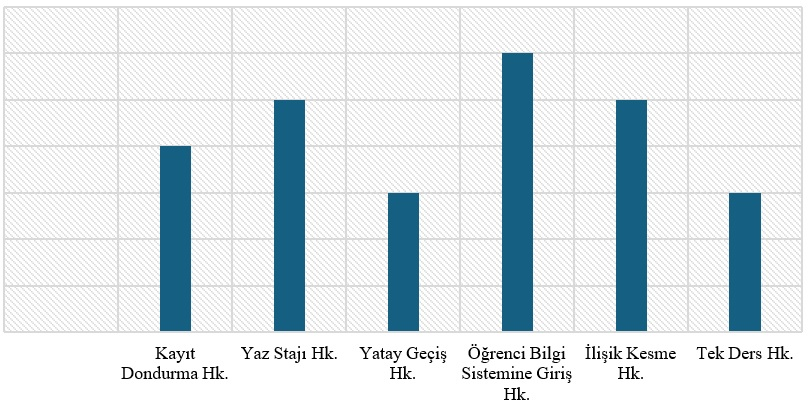 Kayıt
Dondurma Hk.
Yaz Stajı Hk.
Yatay Geçiş
Hk.
Öğrenci Bilgi
Sistemine Giriş
Hk.
İlişik Kesme
Hk.
Tek Ders Hk.